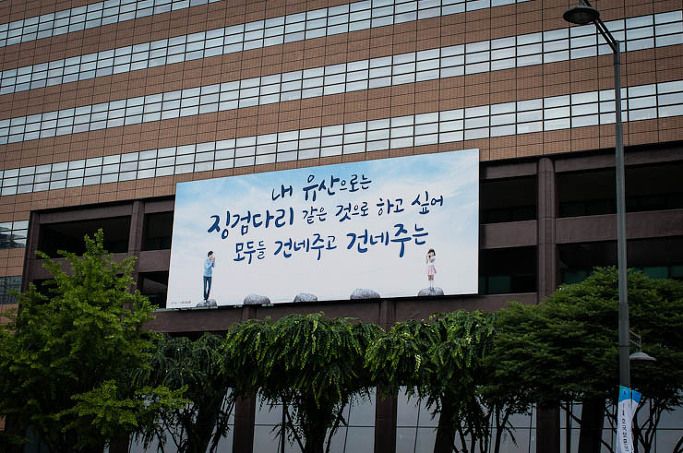 내 유산으로는
징검다리 같은 것으로 하고 싶어
모두들 건네주고 건네주는